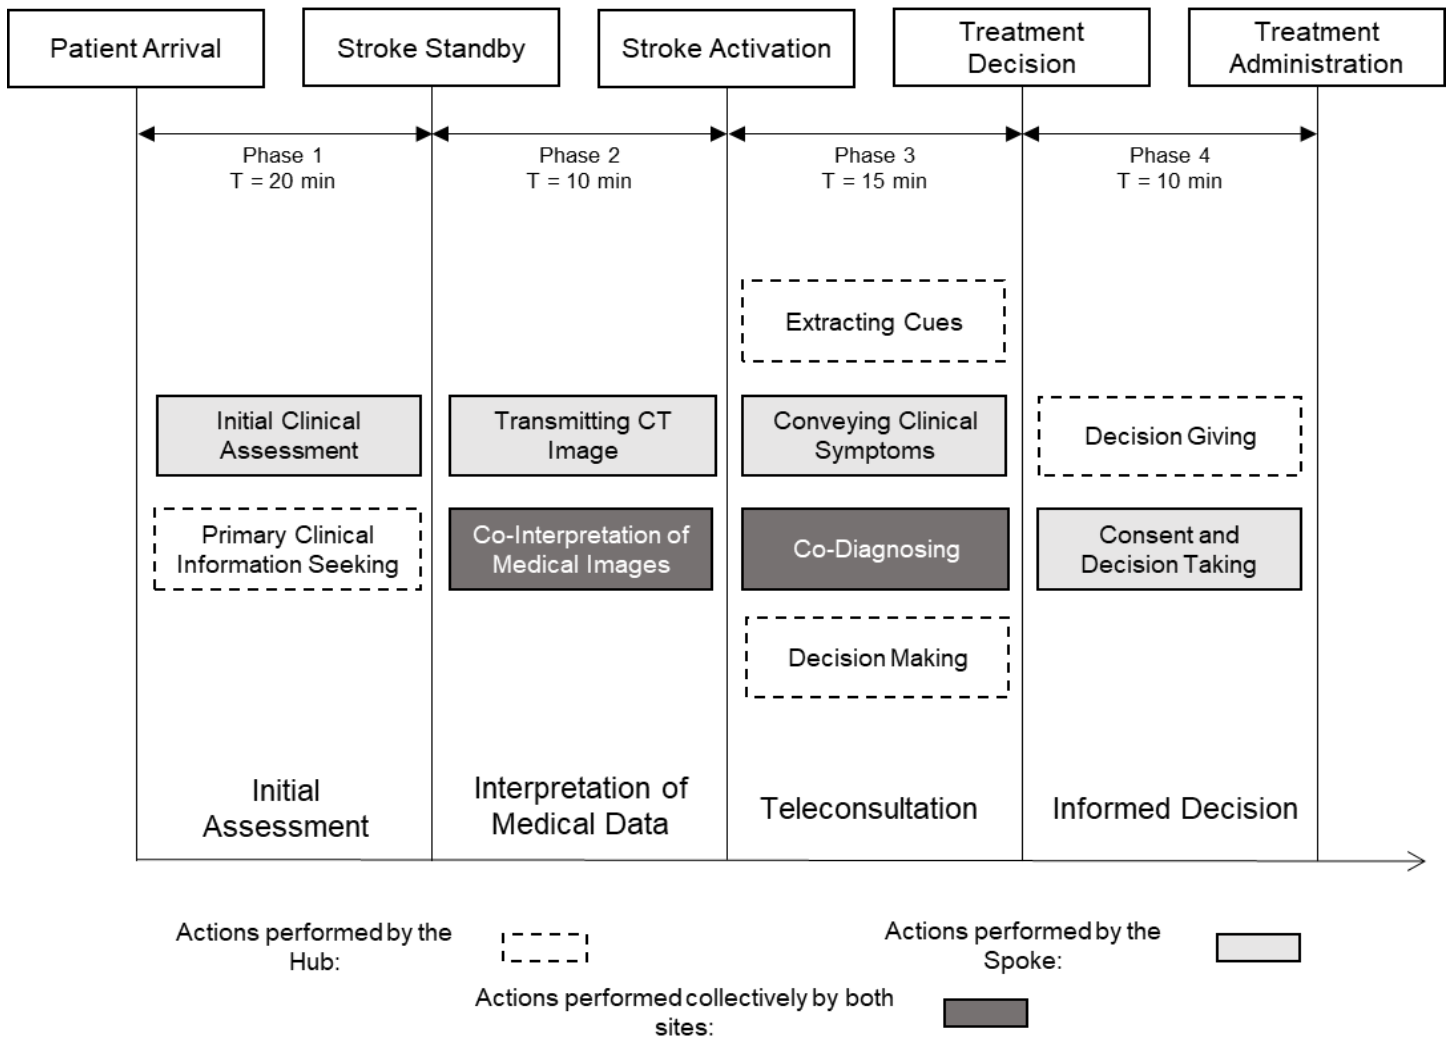 Patient Arrival
Stroke Standby
Stroke Activation
Treatment
Decision
Treatment
Administration
Phase 1
T = 20 min
Phase 2
T = 10 min
Phase 3
T = 15 min
Phase 4
T = 10 min
Extracting Cues
Initial Clinical
Assessment
Transmitting CT
Image
Conveying Clinical
Symptoms
Decision Giving
Primary Clinical
Information Seeking
Co-Interpretation of
Medical Images
Co-Diagnosing
Consent and
Decision Taking
Decision Making
Initial
Assessment
Interpretation of
Medical Data
Teleconsultation
Informed Decision
Actions performed by the
Hub:
Actions performed by the
Spoke:
Actions performed collectively by both
sites: